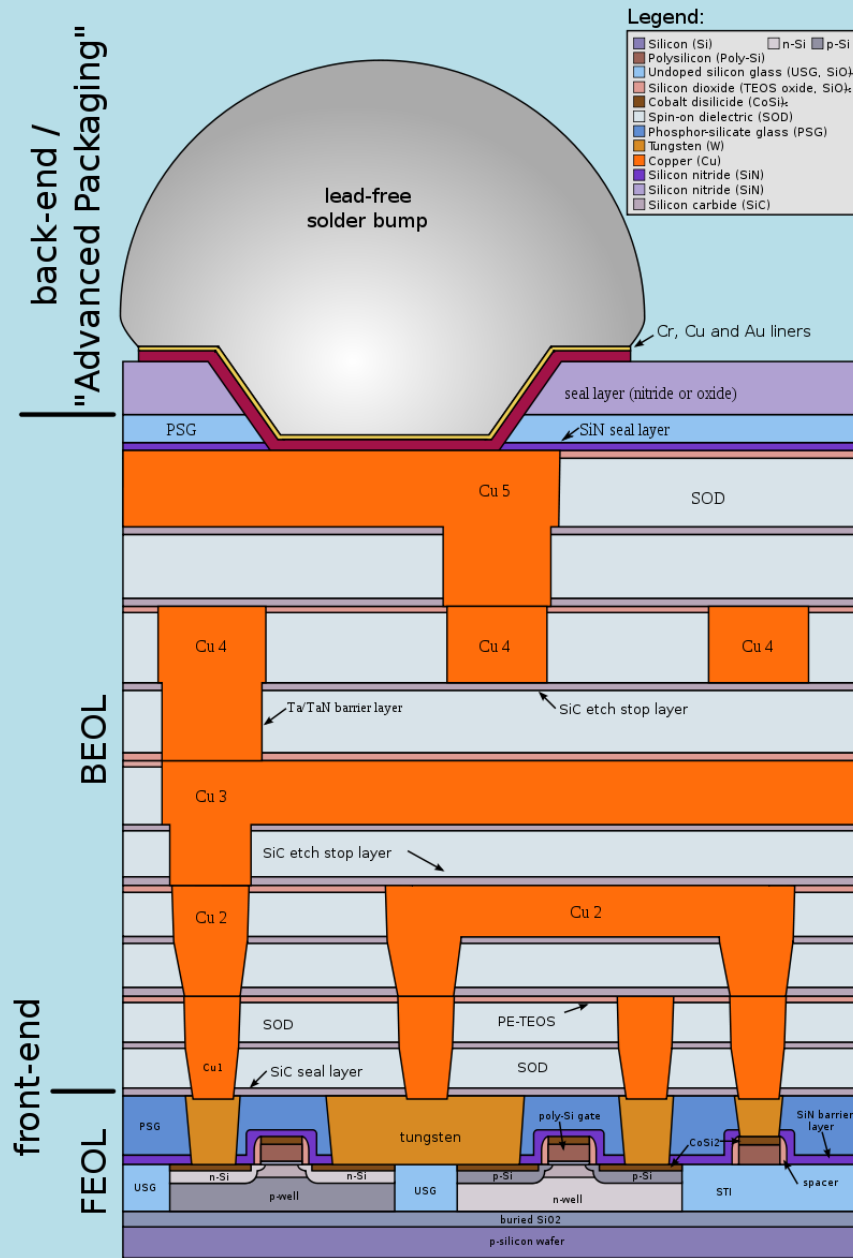 Legend:
Silicon (Si)
n-Si
p-Si
Polysilicon (Poly-Si)
Undoped silicon glass (USG, SiO)₂
Silicon dioxide (TEOS oxide, SiO)₂
Cobalt disilicide (CoSi)₂
Spin-on dielectric (SOD)
Phosphor-silicate glass (PSG)
Tungsten (W)
Copper (Cu)
Silicon nitride (SiN)
Silicon nitride (SiN)
Silicon carbide (SiC)
back-end /
"Advanced Packaging"
lead-free
solder bump
Cr, Cu and Au liners
seal layer (nitride or oxide)
PSG
SiN seal layer
Cu 5
SOD
BEOL
Cu 4
Cu 4
Cu 4
Ta/TaN barrier layer
SiC etch stop layer
Cu 3
SiC etch stop layer
Cu 2
Cu 2
front-end
SOD
PE-TEOS
Cu1
SiC seal layer
SOD
FEOL
PSG
tungsten
poly-Si gate
CoSi2
SiN barrier
layer
spacer
USG
n-Si
n-Si
p-well
USG
p-Si
p-Si
n-well
STI
buried SiO2
p-silicon wafer